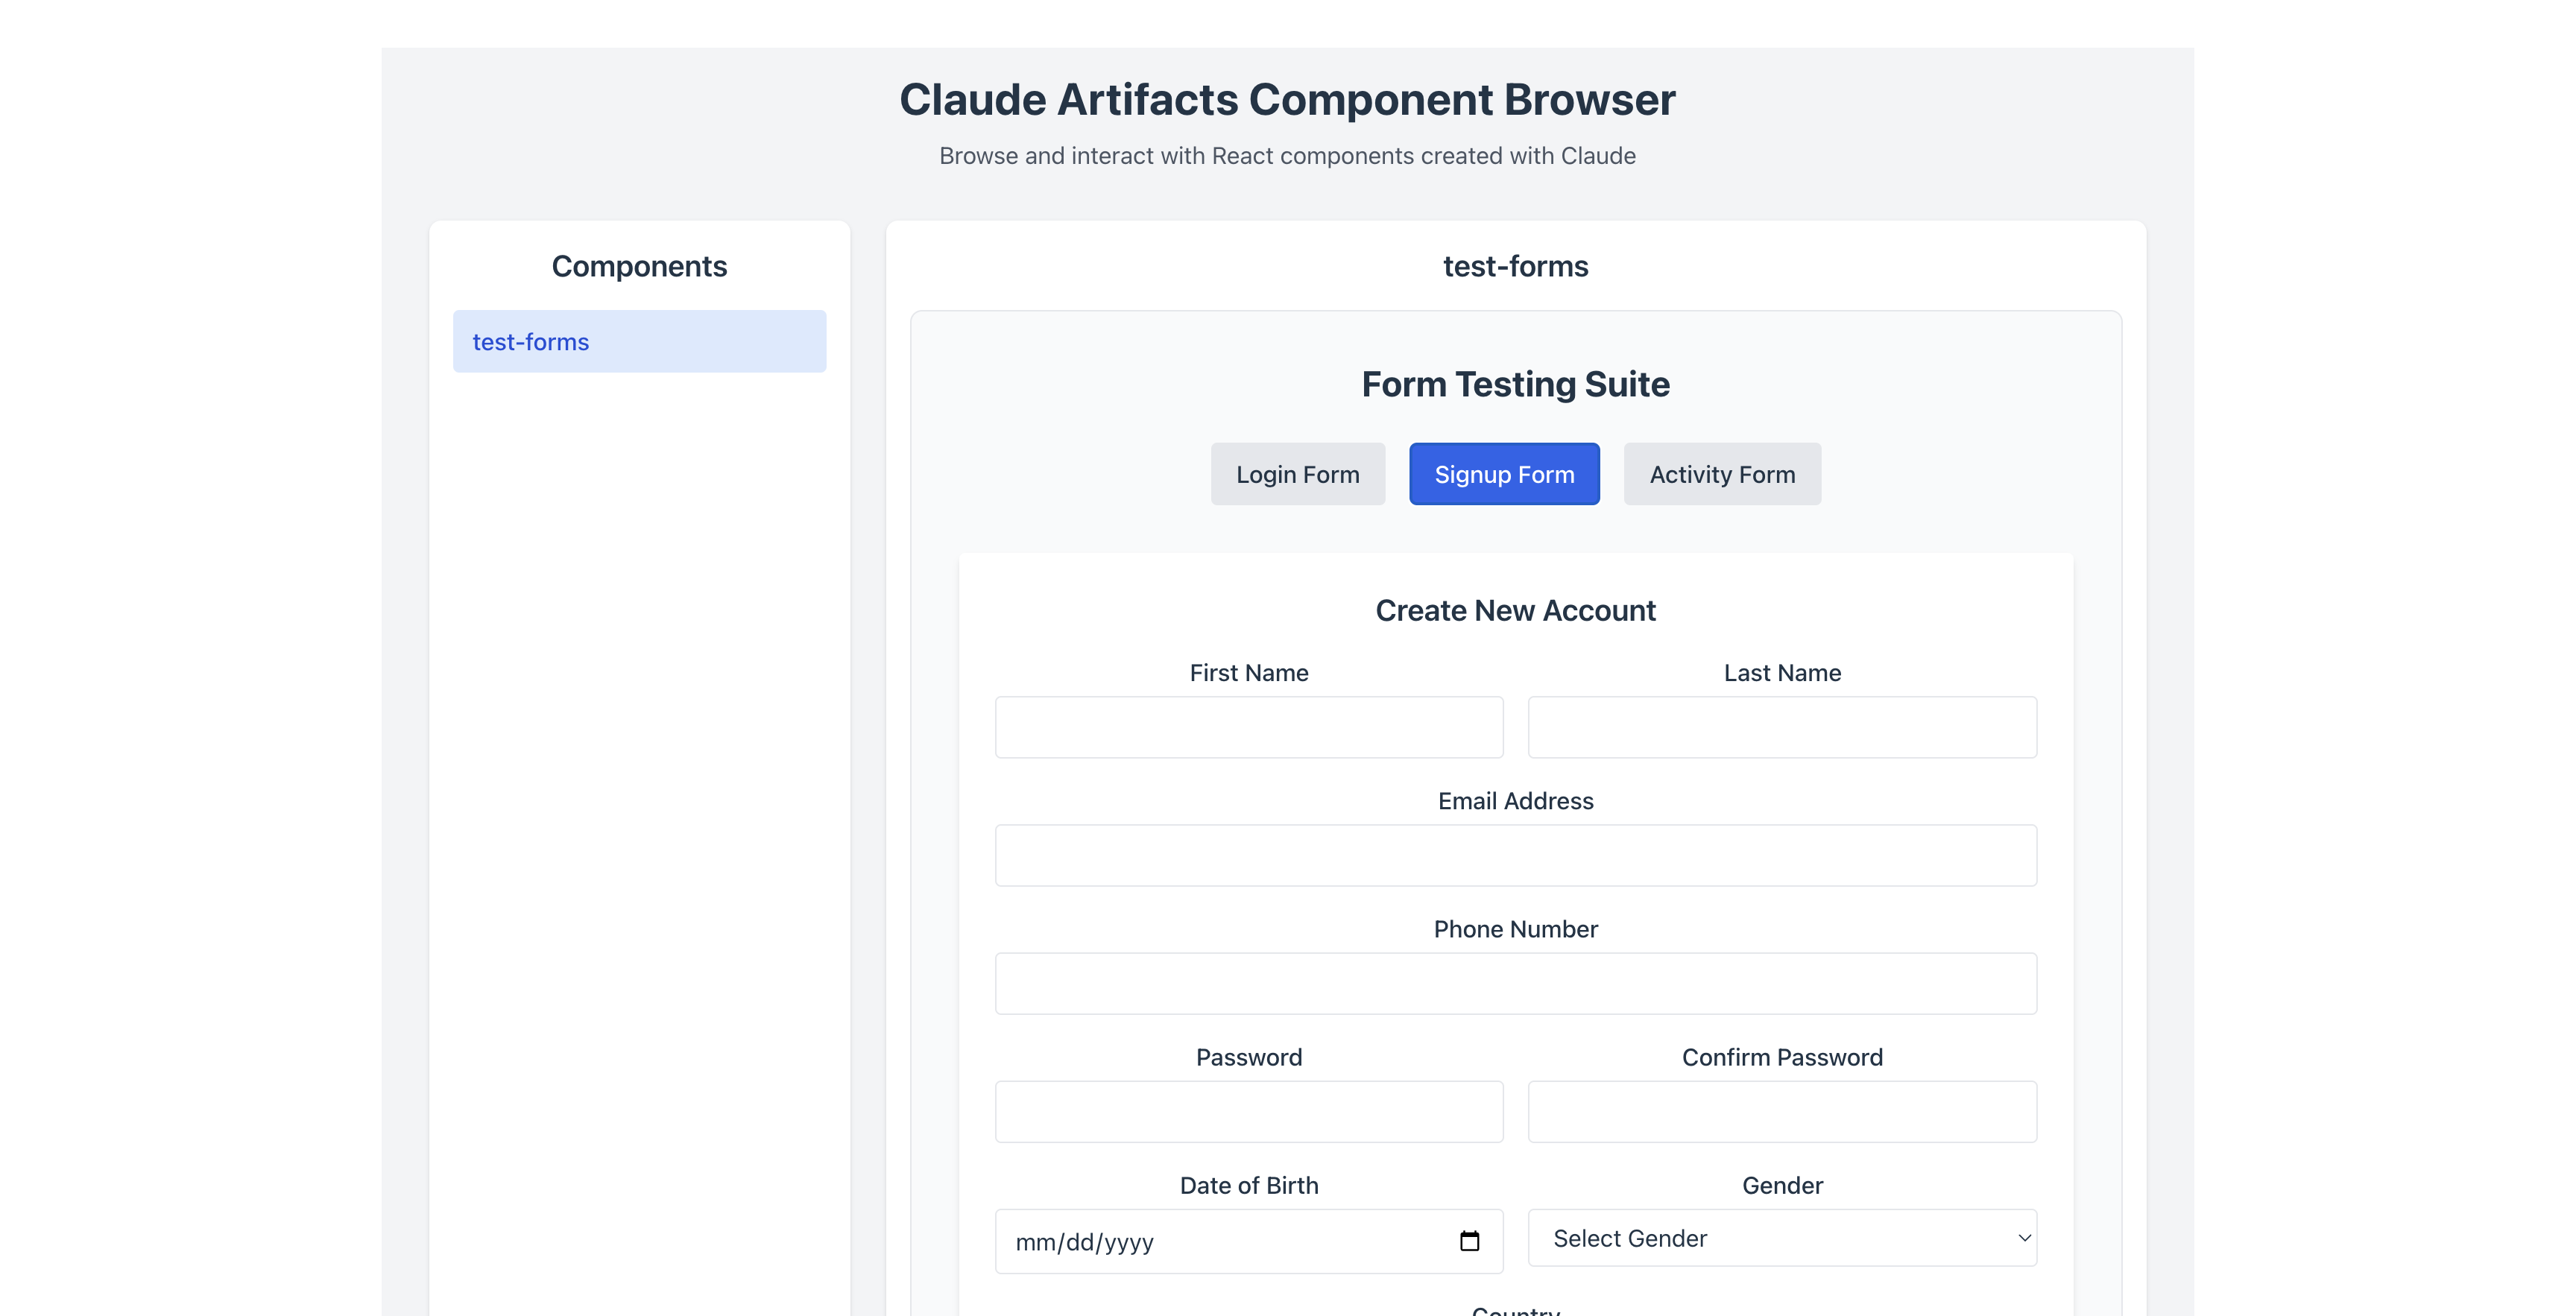 Claude Artifacts Component Browser
Browse and interact with React components created with Claude
Components
test-forms
test-forms
Form Testing Suite
Login Form
Signup Form
Activity Form
Create New Account
First Name
Last Name
Email Address
Phone Number
Password
Confirm Password
Date of Birth
Gender
mm/dd/yyyy
Select Gender
Country